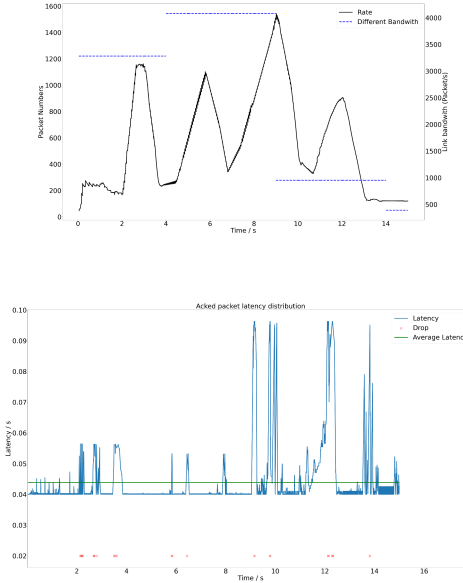 1600
1400
1200
1000
800
600
400
200
0
Packet Numbers
Rate
Different Bandwith
4000
3500
3000
2500
2000
1500
1000
500
Link bandwith (Packet/s)
0 2 4 6 8 10 12 14
Time / s
Acked packet latency distribution
0.10
0.09
0.08
0.07
0.06
0.05
0.04
0.03
0.02
Latency / s
Latency
Drop
Average Latenc
2 4 6 8 10 12 14 16
Time / s